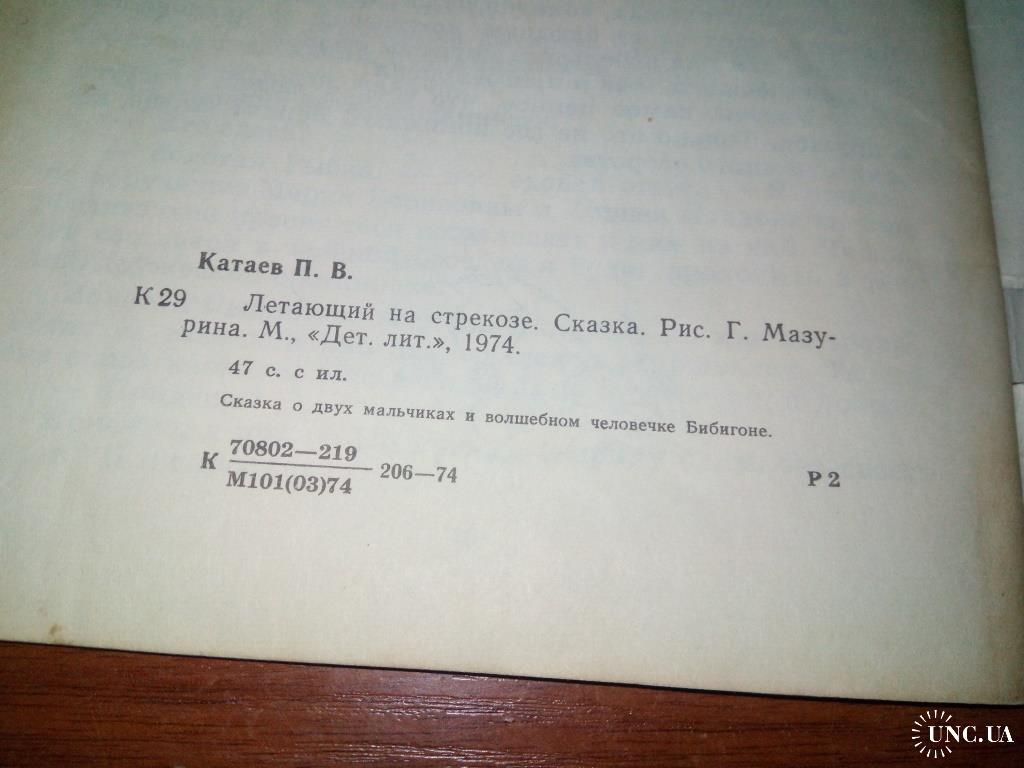 Катаев П. В.
К 29 Летающий на стрекозе. Сказка. Рис. Г. Мазу-
рина. М., «Дет. лит.», 1974.
47 с. с ил.
Сказка о двух мальчиках и волшебном человечке Бибигоне.
К 70802—219
М101(03)74 206—74 Р 2
UNC.UA